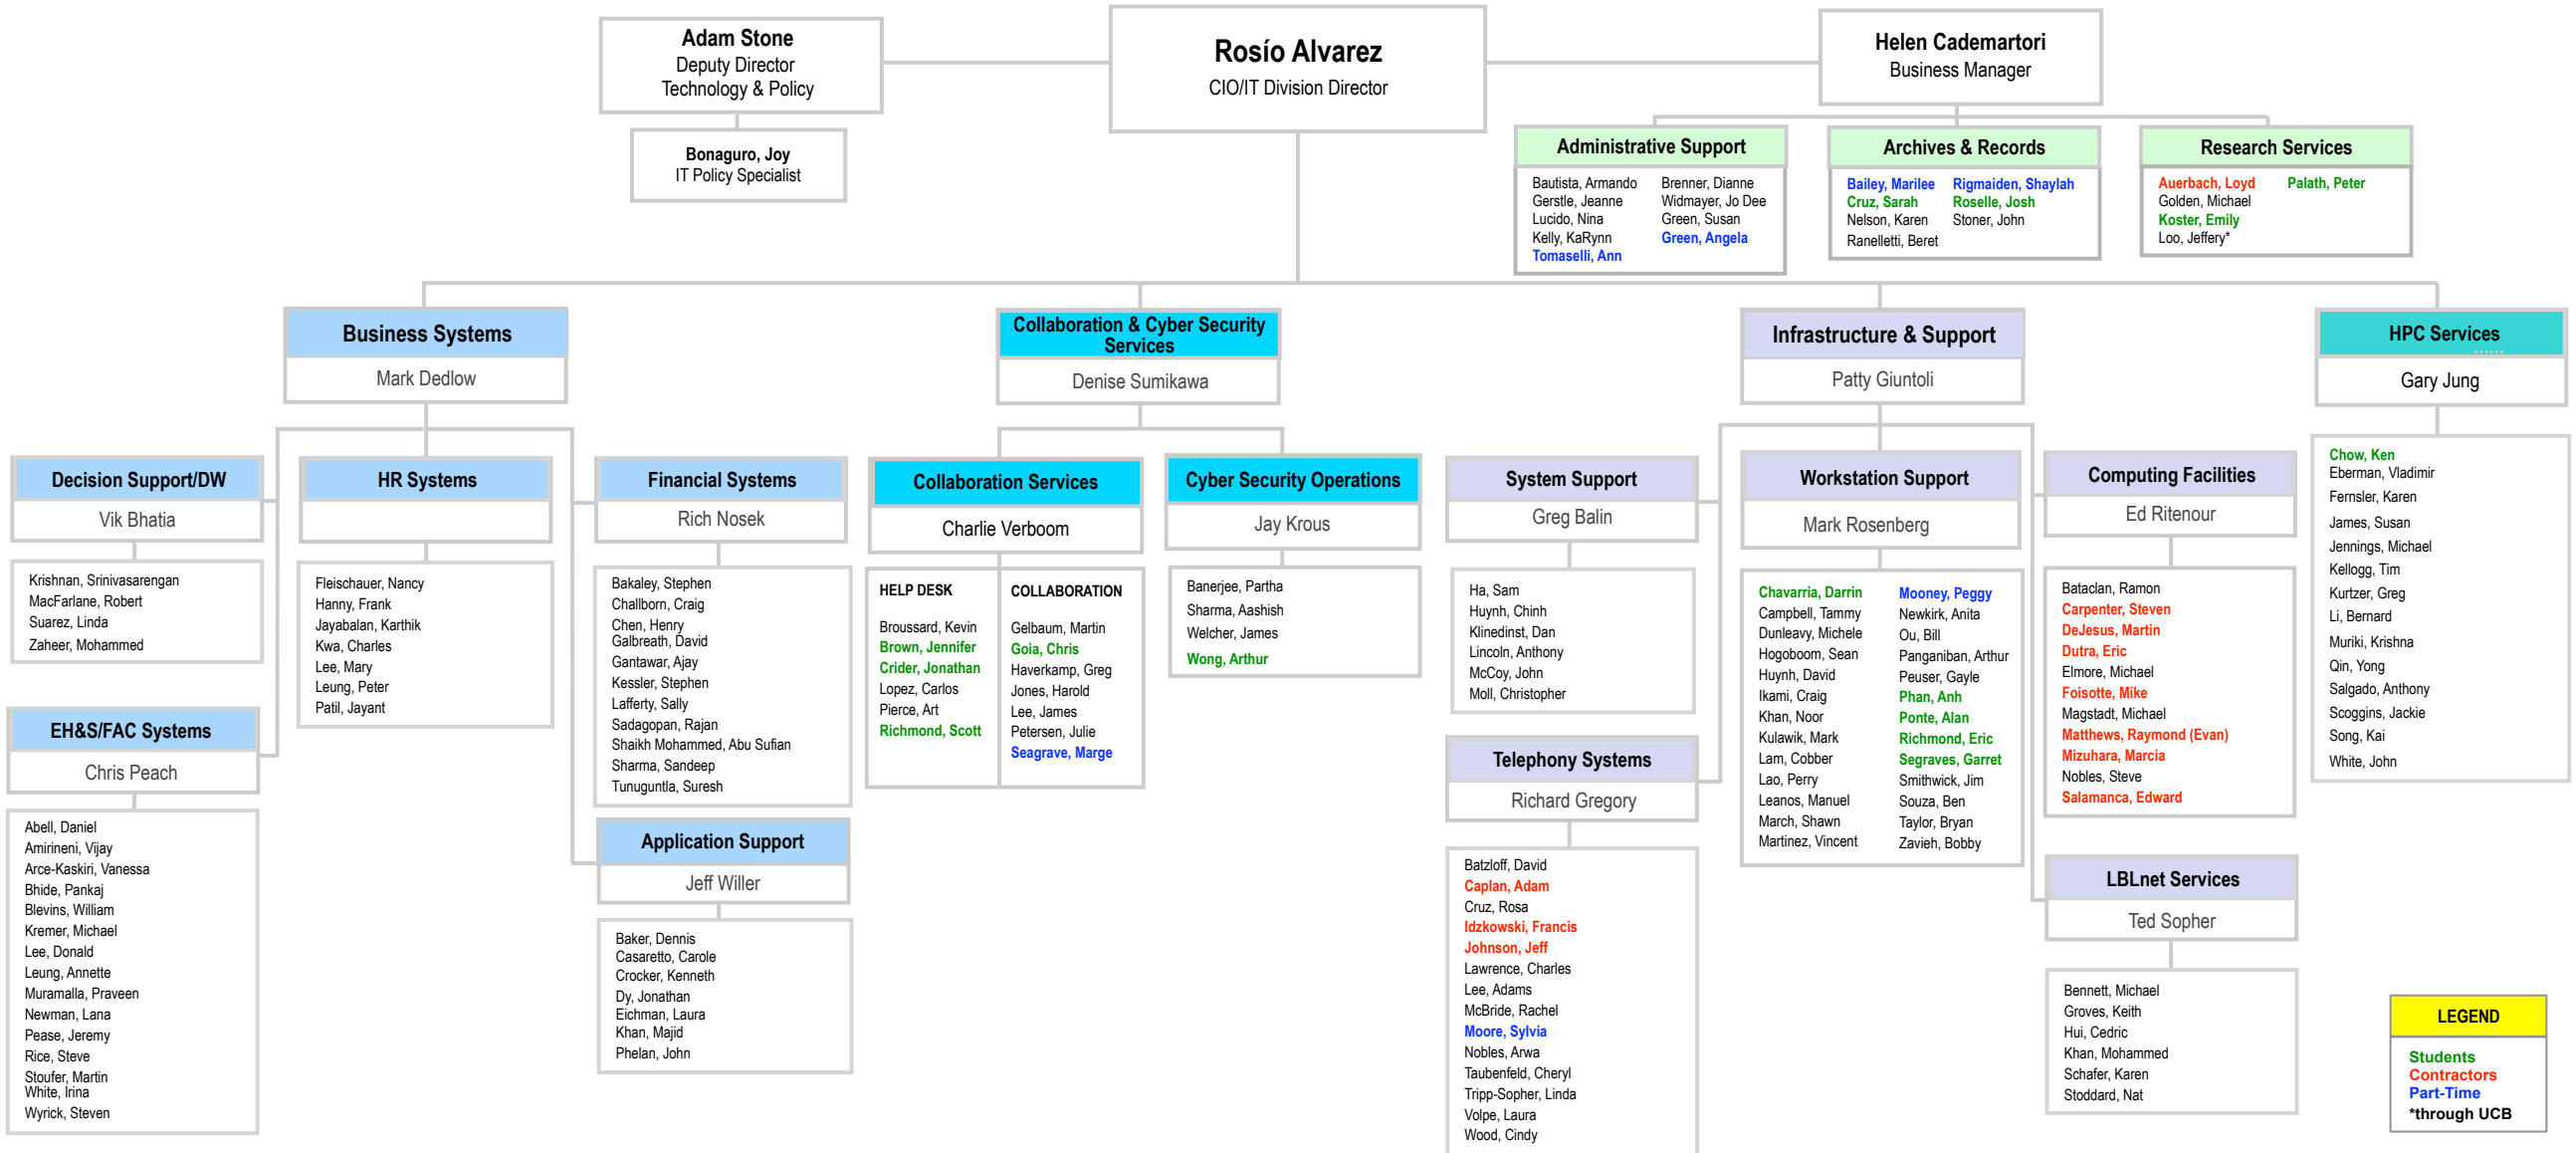 Adam Stone
Deputy Director
Technology & Policy
Rosío Alvarez
CIO/IT Division Director
Helen Cademartori
Business Manager
Bonaguro, Joy
IT Policy Specialist
Administrative Support
Bautista, Armando
Gerstle, Jeanne
Lucido, Nina
Kelly, KaRynn
Tomaselli, Ann
Brenner, Dianne
Widmayer, Jo Dee
Green, Susan
Green, Angela
Archives & Records
Bailey, Marilee
Cruz, Sarah
Nelson, Karen
Ranelletti, Beret
Rigmaiden, Shaylah
Roselle, Josh
Stoner, John
Research Services
Auerbach, Loyd
Golden, Michael
Koster, Emily
Loo, Jeffery*
Palath, Peter
Business Systems
Mark Dedlow
Collaboration & Cyber Security
Services
Denise Sumikawa
Infrastructure & Support
Patty Giuntoli
HPC Services
Gary Jung
Decision Support/DW
Vik Bhatia
Krishnan, Srinivasarengan
MacFarlane, Robert
Suarez, Linda
Zaheer, Mohammed
EH&S/FAC Systems
Chris Peach
Abell, Daniel
Amirineni, Vijay
Arce-Kaskiri, Vanessa
Bhide, Pankaj
Blevins, William
Kremer, Michael
Lee, Donald
Leung, Annette
Muramalla, Praveen
Newman, Lana
Pease, Jeremy
Rice, Steve
Stoufer, Martin
White, Irina
Wyrick, Steven
HR Systems
Fleischauer, Nancy
Hanny, Frank
Jayabalan, Karthik
Kwa, Charles
Lee, Mary
Leung, Peter
Patil, Jayant
Financial Systems
Rich Nosek
Bakaley, Stephen
Challborn, Craig
Chen, Henry
Galbreath, David
Gantawar, Ajay
Kessler, Stephen
Lafferty, Sally
Sadagopan, Rajan
Shaikh Mohammed, Abu Sufian
Sharma, Sandeep
Tunuguntla, Suresh
Application Support
Jeff Willer
Baker, Dennis
Casaretto, Carole
Crocker, Kenneth
Dy, Jonathan
Eichman, Laura
Khan, Majid
Phelan, John
Collaboration Services
Charlie Verboom
HELP DESK
Broussard, Kevin
Brown, Jennifer
Crider, Jonathan
Lopez, Carlos
Pierce, Art
Richmond, Scott
COLLABORATION
Gelbaum, Martin
Goia, Chris
Haverkamp, Greg
Jones, Harold
Lee, James
Petersen, Julie
Seagrave, Marge
Cyber Security Operations
Jay Krous
Banerjee, Partha
Sharma, Aashish
Welcher, James
Wong, Arthur
System Support
Greg Balin
Ha, Sam
Huynh, Chinh
Klinedinst, Dan
Lincoln, Anthony
McCoy, John
Moll, Christopher
Telephony Systems
Richard Gregory
Batzloff, David
Caplan, Adam
Cruz, Rosa
Idzkowski, Francis
Johnson, Jeff
Lawrence, Charles
Lee, Adams
McBride, Rachel
Moore, Sylvia
Nobles, Arwa
Taubenfeld, Cheryl
Tripp-Sopher, Linda
Volpe, Laura
Wood, Cindy
Workstation Support
Mark Rosenberg
Chavarria, Darrin
Campbell, Tammy
Dunleavy, Michele
Hogoboom, Sean
Huynh, David
Ikami, Craig
Khan, Noor
Kulawik, Mark
Lam, Cobber
Lao, Perry
Leanos, Manuel
March, Shawn
Martinez, Vincent
Mooney, Peggy
Newkirk, Anita
Ou, Bill
Panganiban, Arthur
Peuser, Gayle
Phan, Anh
Ponte, Alan
Richmond, Eric
Segraves, Garret
Smithwick, Jim
Souza, Ben
Taylor, Bryan
Zavieh, Bobby
Computing Facilities
Ed Ritenour
Bataclan, Ramon
Carpenter, Steven
DeJesus, Martin
Dutra, Eric
Elmore, Michael
Foisotte, Mike
Magstadt, Michael
Matthews, Raymond (Evan)
Mizuhara, Marcia
Nobles, Steve
Salamanca, Edward
LBLnet Services
Ted Sopher
Bennett, Michael
Groves, Keith
Hui, Cedric
Khan, Mohammed
Schafer, Karen
Stoddard, Nat
Chow, Ken
Eberman, Vladimir
Fernsler, Karen
James, Susan
Jennings, Michael
Kellogg, Tim
Kurtzer, Greg
Li, Bernard
Muriki, Krishna
Qin, Yong
Salgado, Anthony
Scoggins, Jackie
Song, Kai
White, John
LEGEND
Students
Contractors
Part-Time
*through UCB